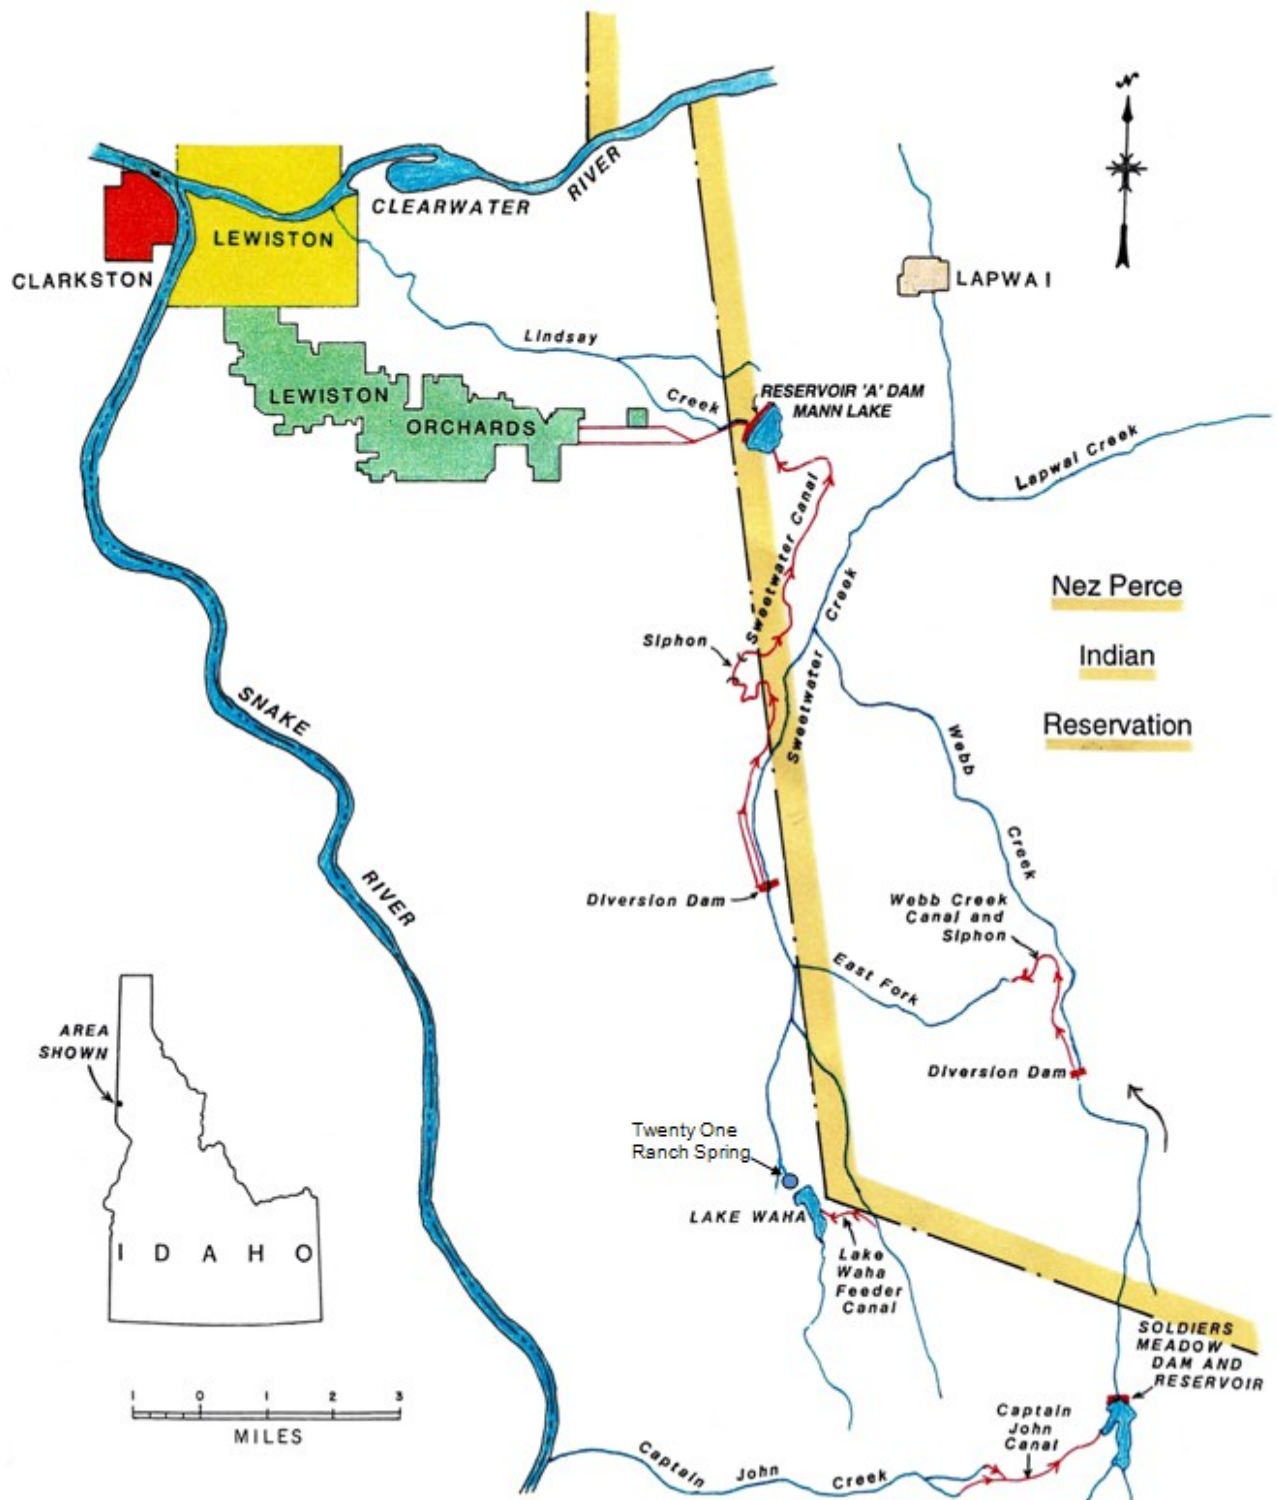 N
CLEARWATER
RIVER
LEWISTON
CLARKSTON
LAPWAI
Lindsay
Creek
RESERVOIR 'A' DAM
MANN LAKE
LEWISTON
ORCHARDS
Lapwai Creek
Sweetwater Canal
Nez Perce
Indian
Reservation
Siphon
Sweetwater
Creek
SNAKE
RIVER
Webb
Creek
Diversion Dam
Webb Creek
Canal and
Siphon
East Fork
Diversion Dam
AREA
SHOWN
IDAHO
Twenty One
Ranch Spring
LAKE WAHA
Lake
Waha
Feeder
Canal
SOLDIERS
MEADOW
DAM AND
RESERVOIR
Captain
John
Canal
Captain John Creek
1 0 1 2 3
MILES